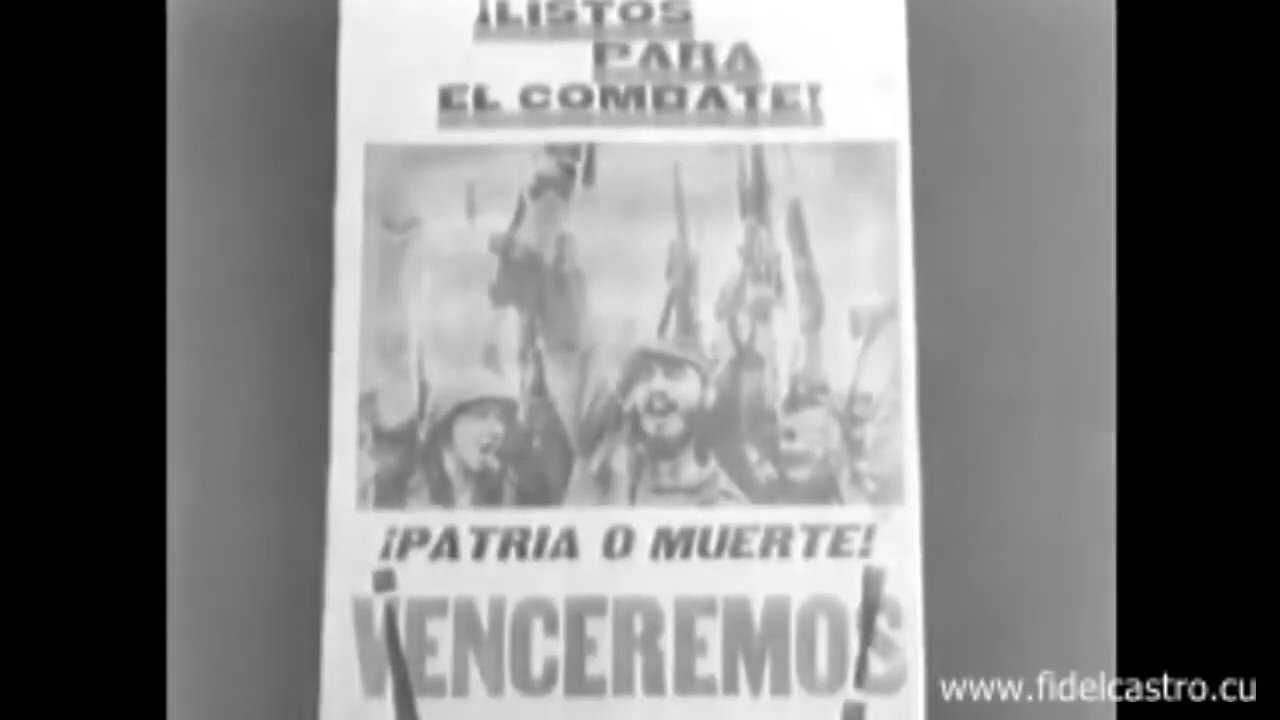 ¡LISTOS
PARA
EL COMBATE!
¡PATRIA O MUERTE!
¡VENCEREMOS!
www.fidelcastro.cu